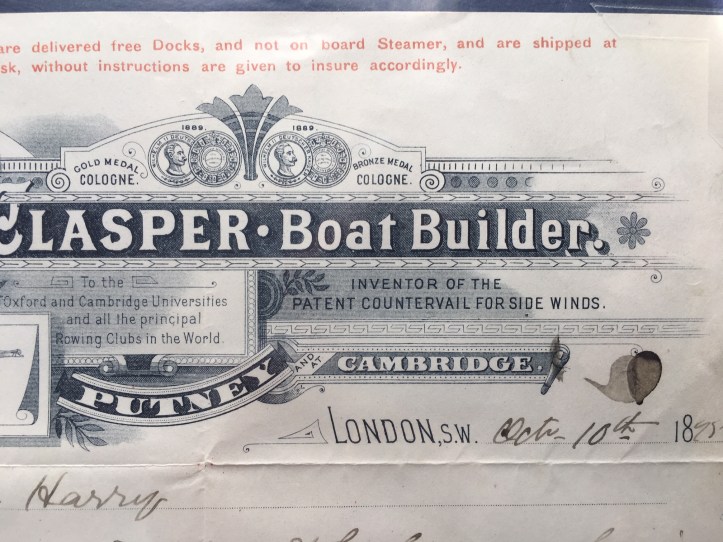 are delivered free Docks, and not on board Steamer, and are shipped at
sk, without instructions are given to insure accordingly.
1889. 1889.
GOLD MEDAL COLOGNE. BRONZE MEDAL COLOGNE.
CLASPER · Boat Builder.
To the
Oxford and Cambridge Universities
and all the principal
Rowing Clubs in the World.
INVENTOR OF THE
PATENT COUNTERVAIL FOR SIDE WINDS.
PUTNEY AND AT CAMBRIDGE.
LONDON, S.W. Oct 10th 18
Harry